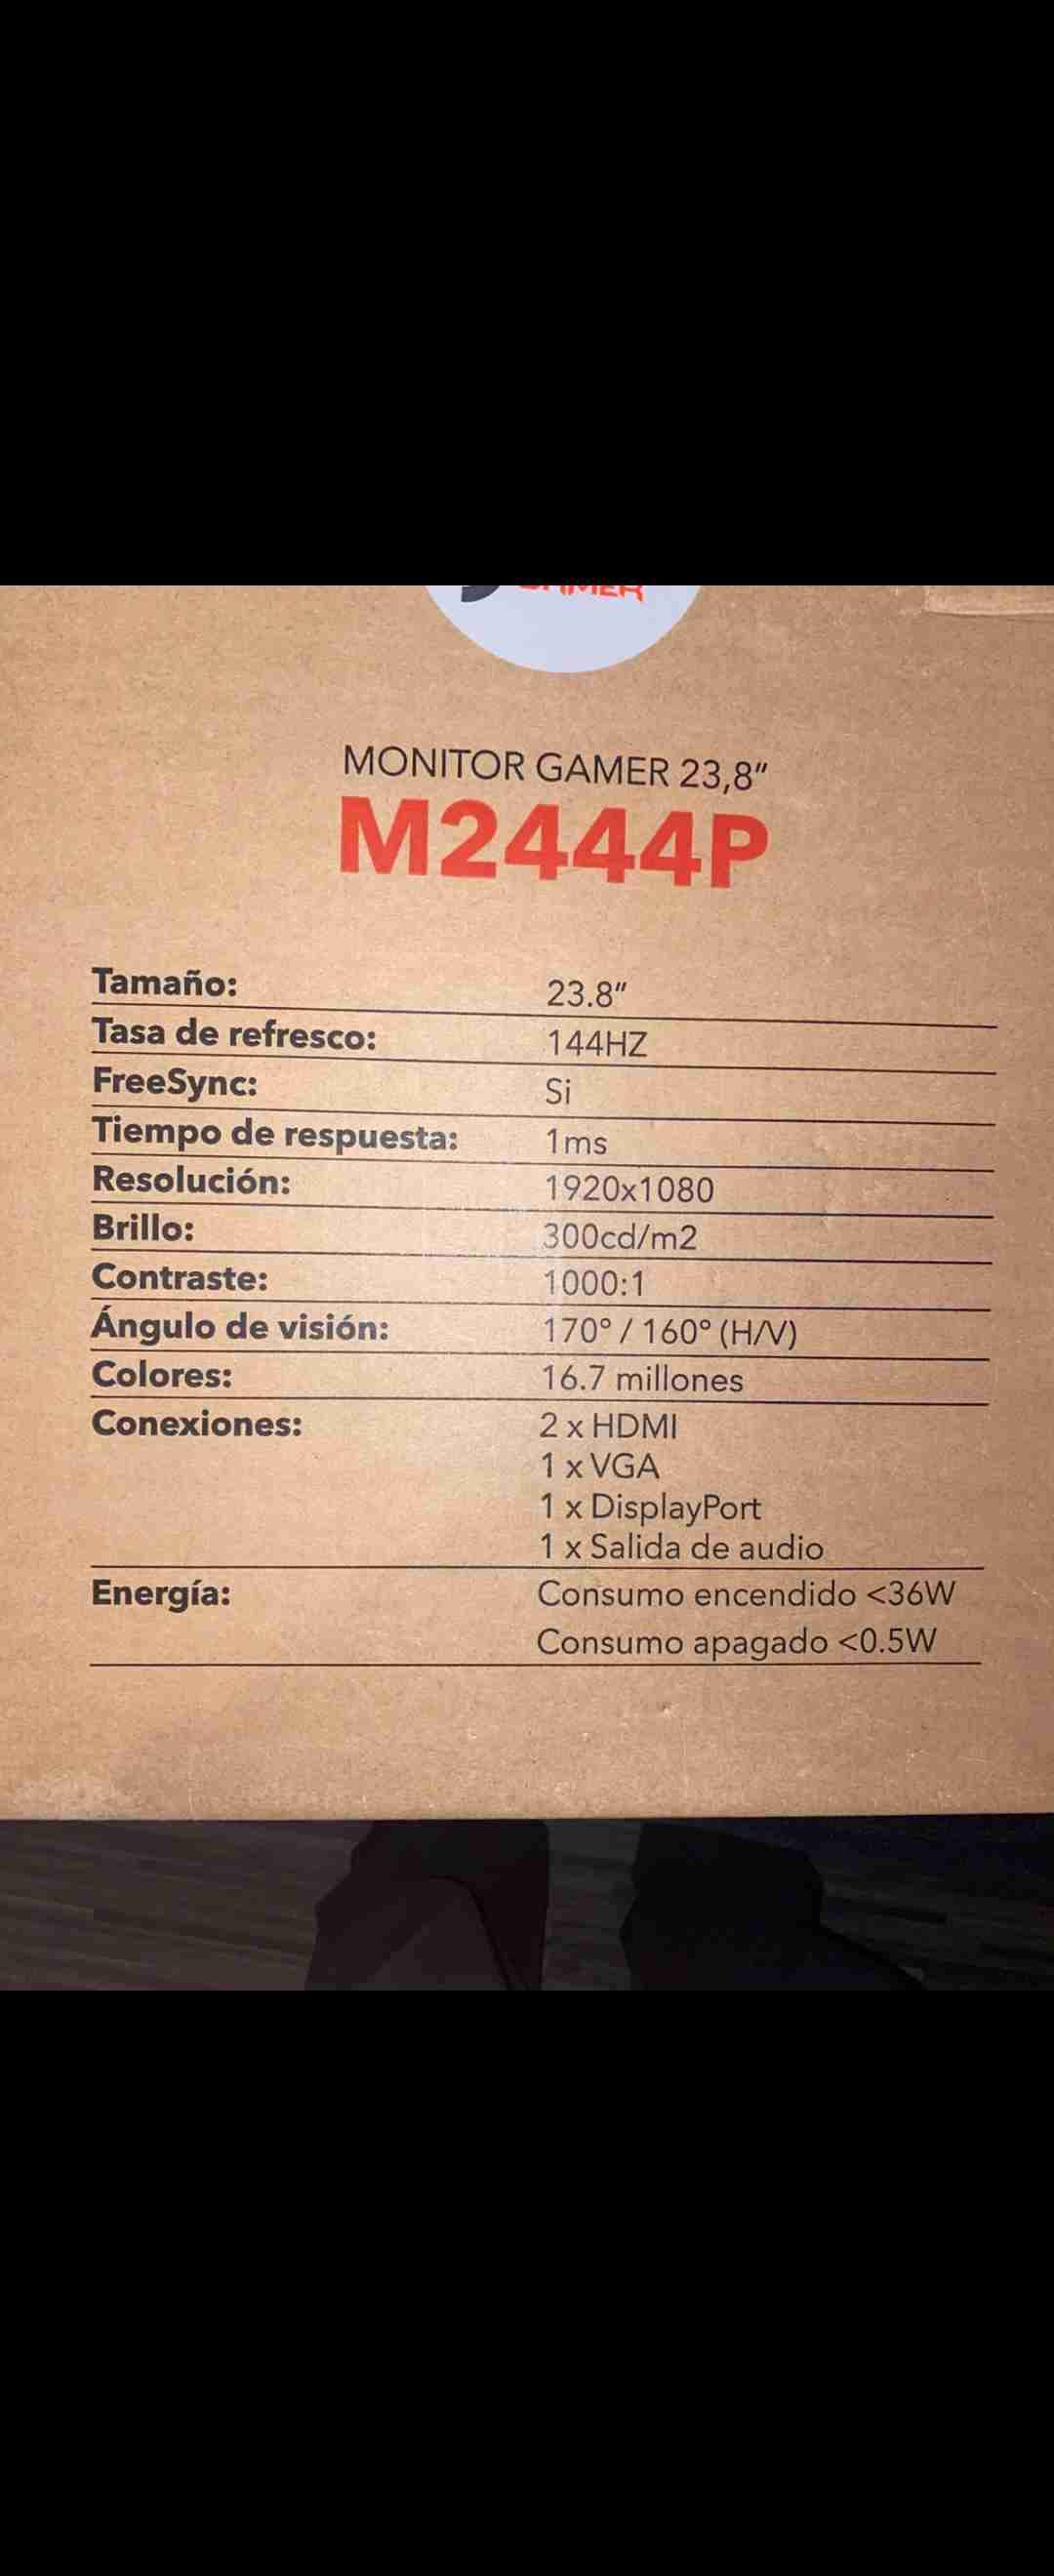 GAMER
MONITOR GAMER 23,8"
M2444P
Tamaño: 23.8"
Tasa de refresco: 144HZ
FreeSync: Si
Tiempo de respuesta: 1ms
Resolución: 1920x1080
Brillo: 300cd/m2
Contraste: 1000:1
Ángulo de visión: 170° / 160° (H/V)
Colores: 16.7 millones
Conexiones: 2 x HDMI
1 x VGA
1 x DisplayPort
1 x Salida de audio
Energía: Consumo encendido <36W
Consumo apagado <0.5W